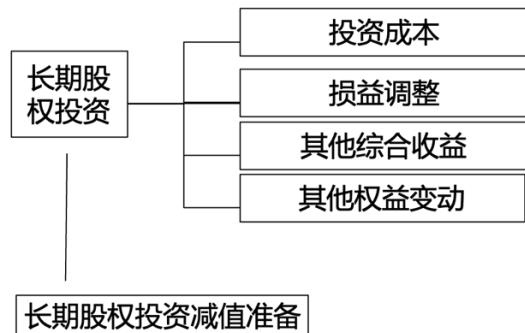 投资成本
长期股
权投资
损益调整
其他综合收益
其他权益变动
长期股权投资减值准备